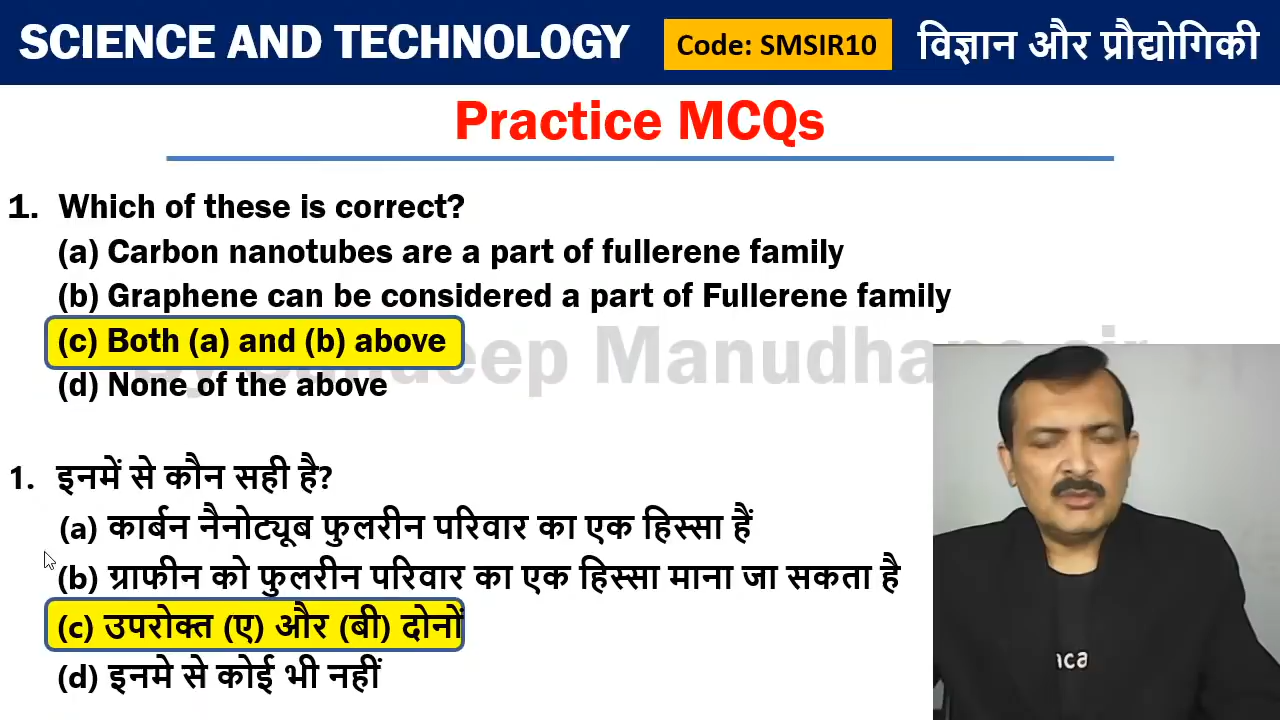 SCIENCE AND TECHNOLOGY
Code: SMSIR10
विज्ञान और प्रौद्योगिकी
Practice MCQs
1. Which of these is correct?
(a) Carbon nanotubes are a part of fullerene family
(b) Graphene can be considered a part of Fullerene family
(c) Both (a) and (b) above
(d) None of the above
Manudhane sir
1. इनमें से कौन सही है?
(a) कार्बन नैनोट्यूब फुलरीन परिवार का एक हिस्सा हैं
(b) ग्राफीन को फुलरीन परिवार का एक हिस्सा माना जा सकता है
(c) उपरोक्त (ए) और (बी) दोनों
(d) इनमे से कोई भी नहीं